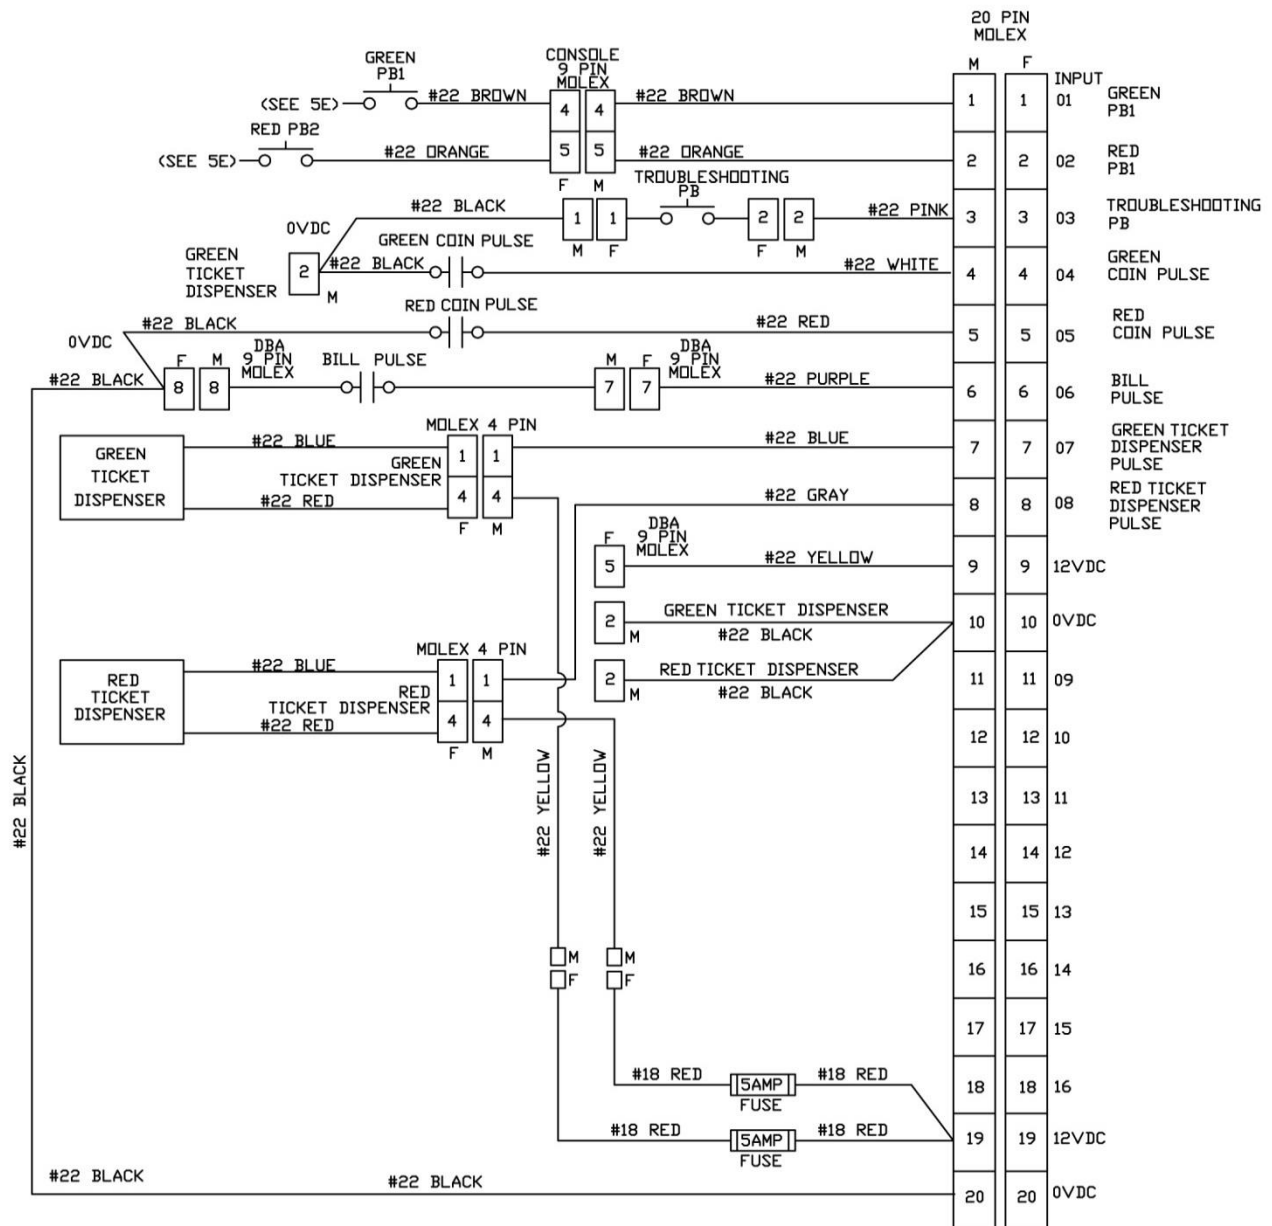 20 PIN
MOLEX
M F
INPUT
GREEN
PB1
CONSOLE
9 PIN
MOLEX
(SEE 5E)
#22 BROWN
4 4
#22 BROWN
1 1 01
GREEN
PB1
RED PB2
(SEE 5E)
#22 ORANGE
5 5
#22 ORANGE
2 2 02
RED
PB1
F M
TROUBLESHOOTING
PB
#22 BLACK
1 1
2 2
#22 PINK
3 3 03
TROUBLESHOOTING
PB
M F
F M
0VDC
GREEN
TICKET
DISPENSER
2
M
GREEN COIN PULSE
#22 BLACK
#22 WHITE
4 4 04
GREEN
COIN PULSE
RED COIN PULSE
#22 BLACK
#22 RED
5 5 05
RED
COIN PULSE
0VDC
F M
DBA
9 PIN
MOLEX
BILL PULSE
M F
DBA
9 PIN
MOLEX
#22 BLACK
8 8
7 7
#22 PURPLE
6 6 06
BILL
PULSE
MOLEX 4 PIN
GREEN
TICKET
DISPENSER
#22 BLUE
1 1
#22 BLUE
7 7 07
GREEN TICKET
DISPENSER
PULSE
GREEN
TICKET DISPENSER
#22 RED
4 4
F M
#22 GRAY
8 8 08
RED TICKET
DISPENSER
PULSE
F
DBA
9 PIN
MOLEX
5
#22 YELLOW
9 9 12VDC
2
M
GREEN TICKET DISPENSER
#22 BLACK
10 10 0VDC
2
M
RED TICKET DISPENSER
#22 BLACK
11 11 09
MOLEX 4 PIN
RED
TICKET
DISPENSER
#22 BLUE
1 1
RED
TICKET DISPENSER
#22 RED
4 4
F M
12 12 10
#22 BLACK
#22 YELLOW
#22 YELLOW
13 13 11
14 14 12
15 15 13
M M
F F
16 16 14
17 17 15
#18 RED
5AMP
FUSE
#18 RED
18 18 16
#18 RED
5AMP
FUSE
#18 RED
19 19 12VDC
#22 BLACK
#22 BLACK
20 20 0VDC